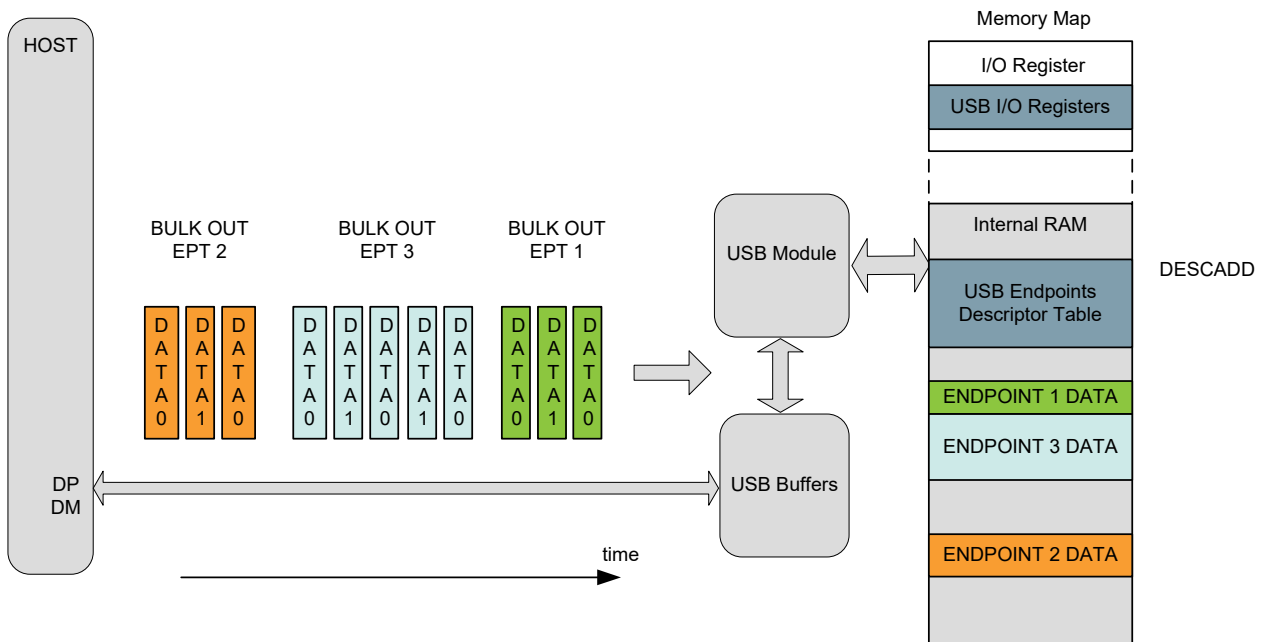 HOST
BULK OUT
EPT 2
BULK OUT
EPT 3
BULK OUT
EPT 1
DATA0
DATA1
DATA0
DATA0
DATA1
DATA0
DATA1
DATA0
DATA0
DATA1
DATA0
DP
DM
time
USB Module
USB Buffers
Memory Map
I/O Register
USB I/O Registers
Internal RAM
USB Endpoints
Descriptor Table
DESCADD
ENDPOINT 1 DATA
ENDPOINT 3 DATA
ENDPOINT 2 DATA